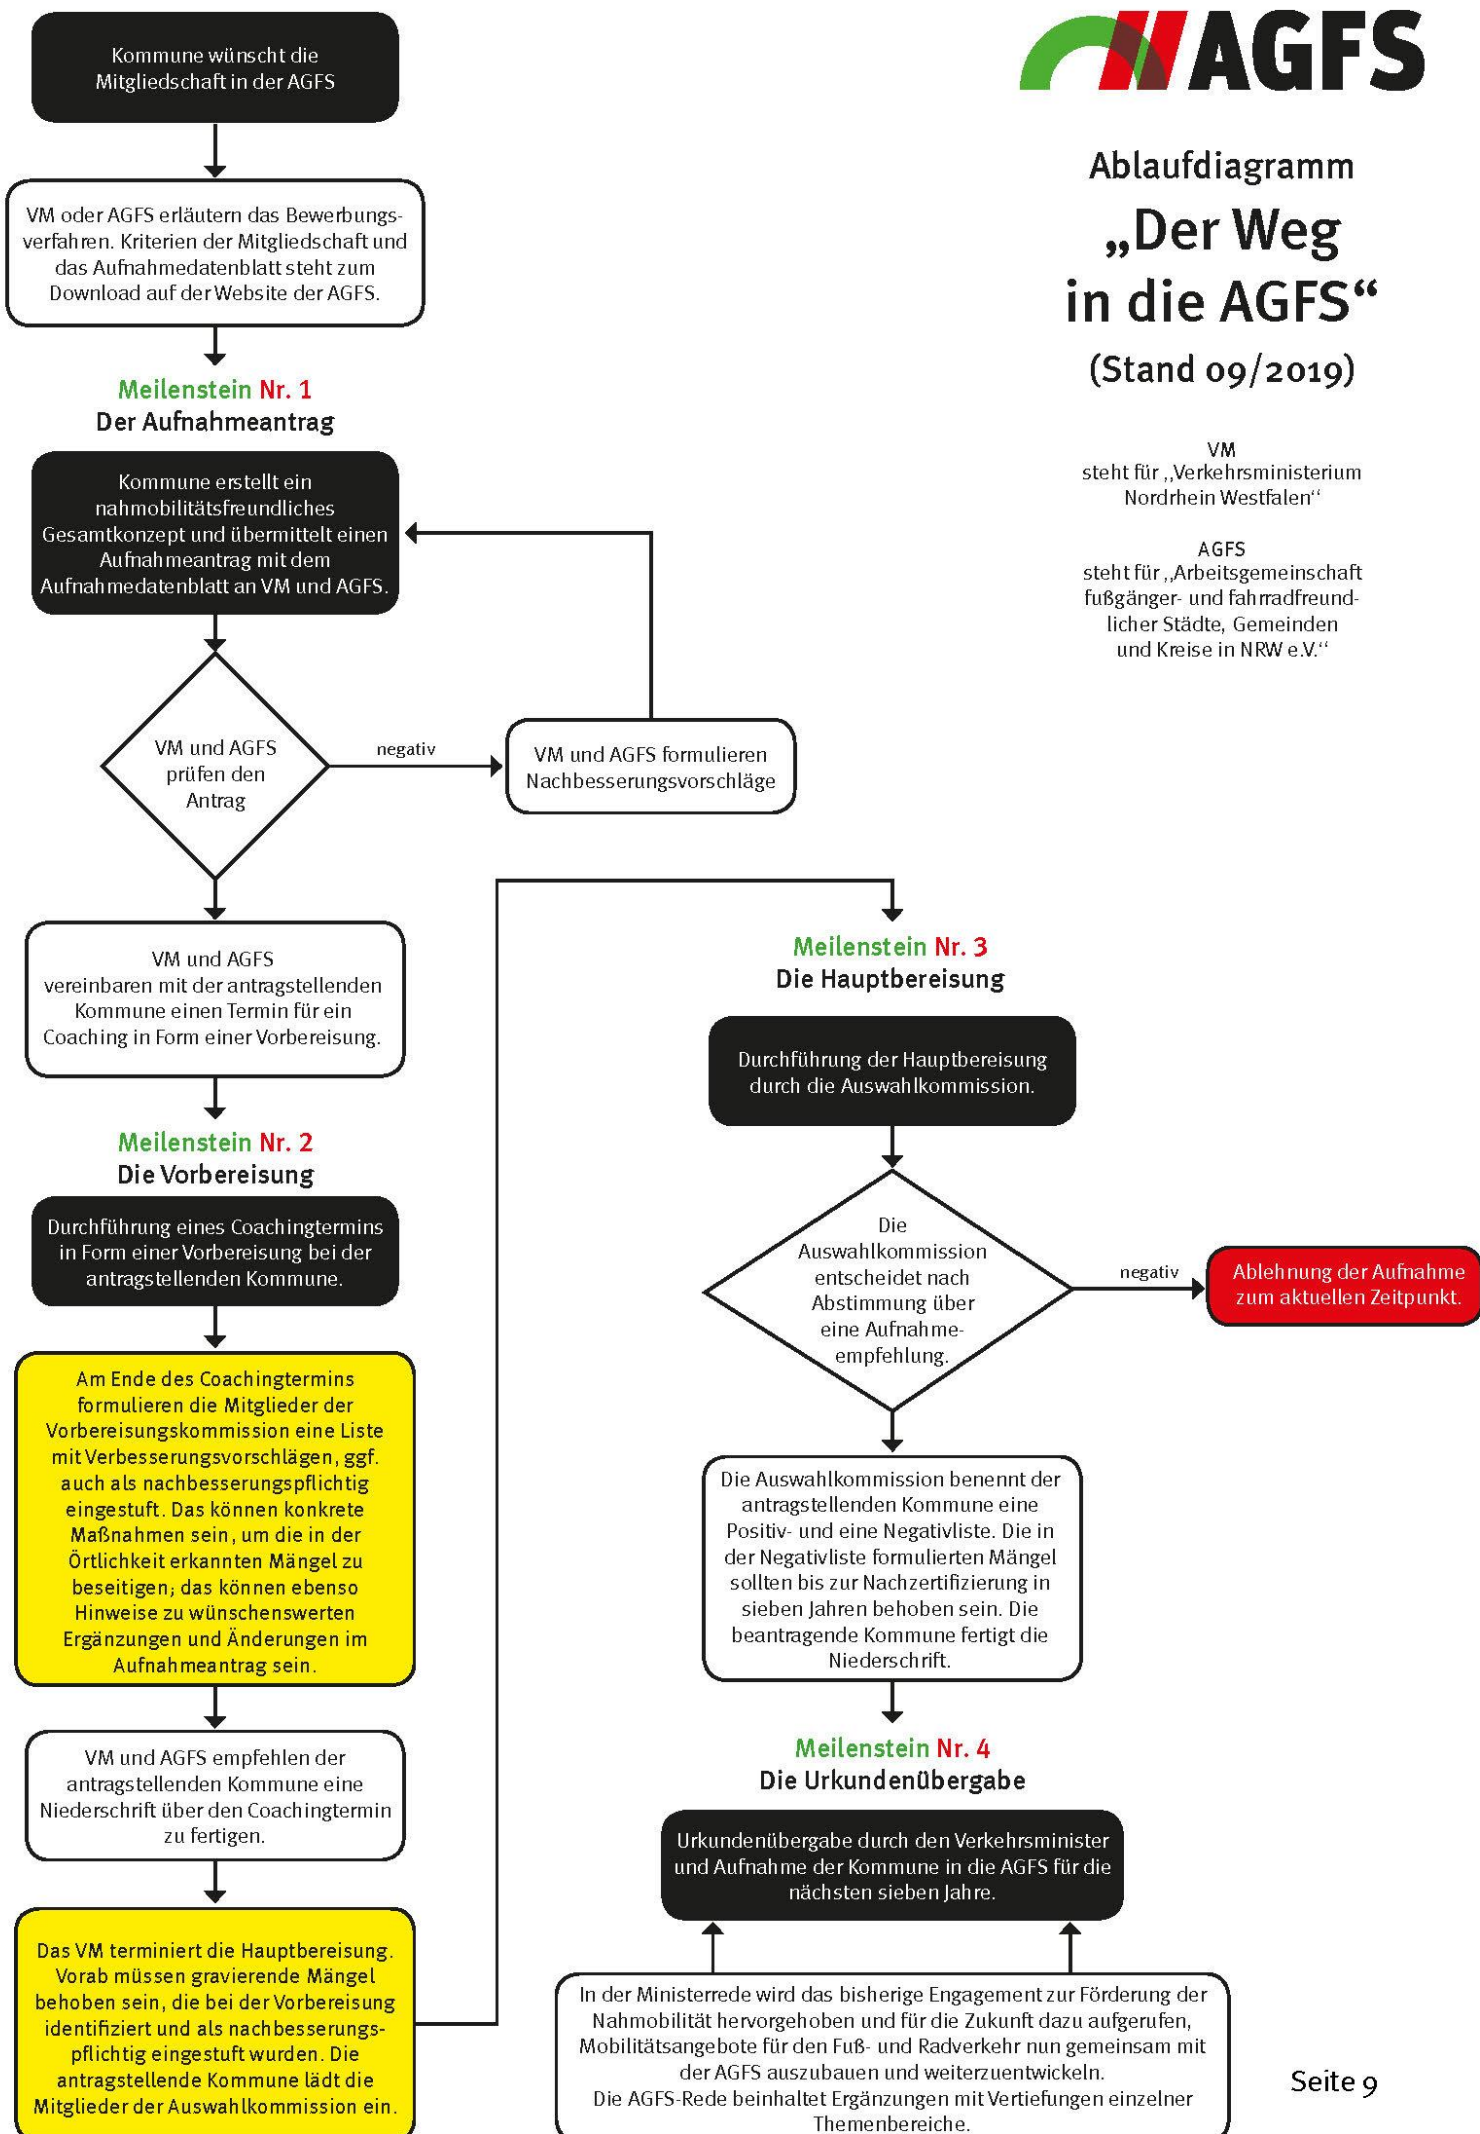 AGFS
Ablaufdiagramm
„Der Weg
in die AGFS“
(Stand 09/2019)
VM
steht für ,,Verkehrsministerium
Nordrhein Westfalen‘‘
AGFS
steht für ,,Arbeitsgemeinschaft
fußgänger- und fahrradfreund-
licher Städte, Gemeinden
und Kreise in NRW e.V.‘‘
Kommune wünscht die
Mitgliedschaft in der AGFS
VM oder AGFS erläutern das Bewerbungs-
verfahren. Kriterien der Mitgliedschaft und
das Aufnahmedatenblatt steht zum
Download auf der Website der AGFS.
Meilenstein Nr. 1
Der Aufnahmeantrag
Kommune erstellt ein
nahmobilitätsfreundliches
Gesamtkonzept und übermittelt einen
Aufnahmeantrag mit dem
Aufnahmedatenblatt an VM und AGFS.
VM und AGFS
prüfen den
Antrag
negativ
VM und AGFS formulieren
Nachbesserungsvorschläge
VM und AGFS
vereinbaren mit der antragstellenden
Kommune einen Termin für ein
Coaching in Form einer Vorbereisung.
Meilenstein Nr. 2
Die Vorbereisung
Durchführung eines Coachingtermins
in Form einer Vorbereisung bei der
antragstellenden Kommune.
Am Ende des Coachingtermins
formulieren die Mitglieder der
Vorbereisungskommission eine Liste
mit Verbesserungsvorschlägen, ggf.
auch als nachbesserungspflichtig
eingestuft. Das können konkrete
Maßnahmen sein, um die in der
Örtlichkeit erkannten Mängel zu
beseitigen; das können ebenso
Hinweise zu wünschenswerten
Ergänzungen und Änderungen im
Aufnahmeantrag sein.
VM und AGFS empfehlen der
antragstellenden Kommune eine
Niederschrift über den Coachingtermin
zu fertigen.
Das VM terminiert die Hauptbereisung.
Vorab müssen gravierende Mängel
behoben sein, die bei der Vorbereisung
identifiziert und als nachbesserungs-
pflichtig eingestuft wurden. Die
antragstellende Kommune lädt die
Mitglieder der Auswahlkommission ein.
Meilenstein Nr. 3
Die Hauptbereisung
Durchführung der Hauptbereisung
durch die Auswahlkommission.
Die
Auswahlkommission
entscheidet nach
Abstimmung über
eine Aufnahme-
empfehlung.
negativ
Ablehnung der Aufnahme
zum aktuellen Zeitpunkt.
Die Auswahlkommission benennt der
antragstellenden Kommune eine
Positiv- und eine Negativliste. Die in
der Negativliste formulierten Mängel
sollten bis zur Nachzertifizierung in
sieben Jahren behoben sein. Die
beantragende Kommune fertigt die
Niederschrift.
Meilenstein Nr. 4
Die Urkundenübergabe
Urkundenübergabe durch den Verkehrsminister
und Aufnahme der Kommune in die AGFS für die
nächsten sieben Jahre.
In der Ministerrede wird das bisherige Engagement zur Förderung der
Nahmobilität hervorgehoben und für die Zukunft dazu aufgerufen,
Mobilitätsangebote für den Fuß- und Radverkehr nun gemeinsam mit
der AGFS auszubauen und weiterzuentwickeln.
Die AGFS-Rede beinhaltet Ergänzungen mit Vertiefungen einzelner
Themenbereiche.
Seite 9